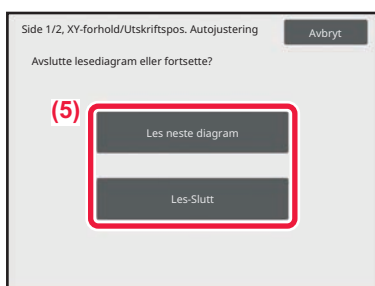 Side 1/2, XY-forhold/Utskriftspos. Autojustering
Avbryt
Avslutte lesediagram eller fortsette?
(5)
Les neste diagram
Les-Slutt